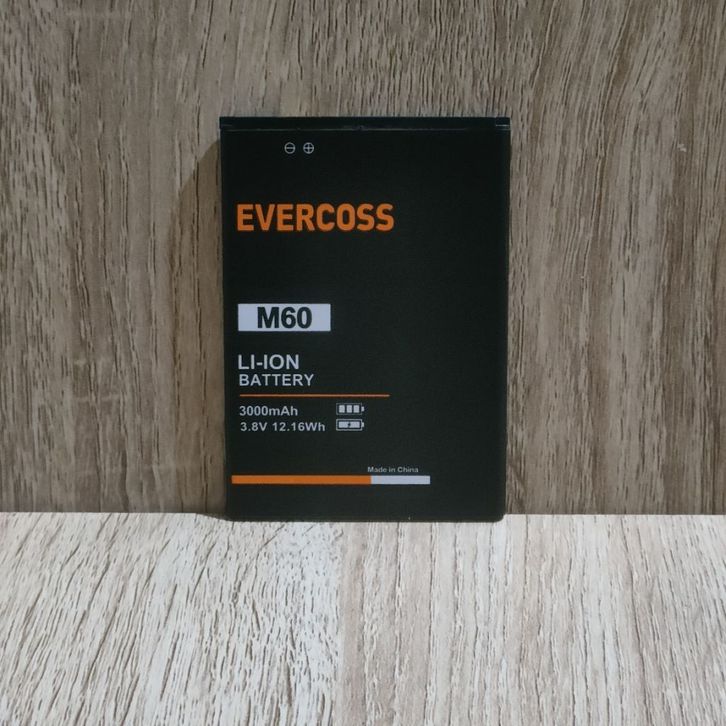 ⊖ ⊕
EVERCOSS
M60
LI-ION
BATTERY
3000mAh
3.8V 12.16Wh
Made in China